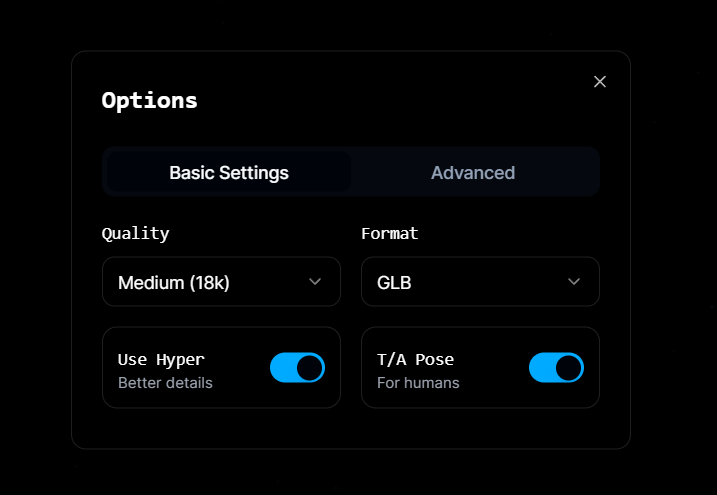 Options
Basic Settings Advanced
Quality Format
Medium (18k) GLB
Use Hyper T/A Pose
Better details For humans